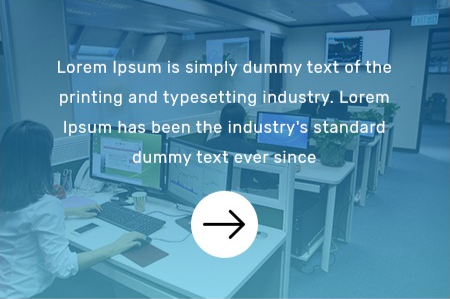 Lorem Ipsum is simply dummy text of the
printing and typesetting industry. Lorem
Ipsum has been the industry's standard
dummy text ever since